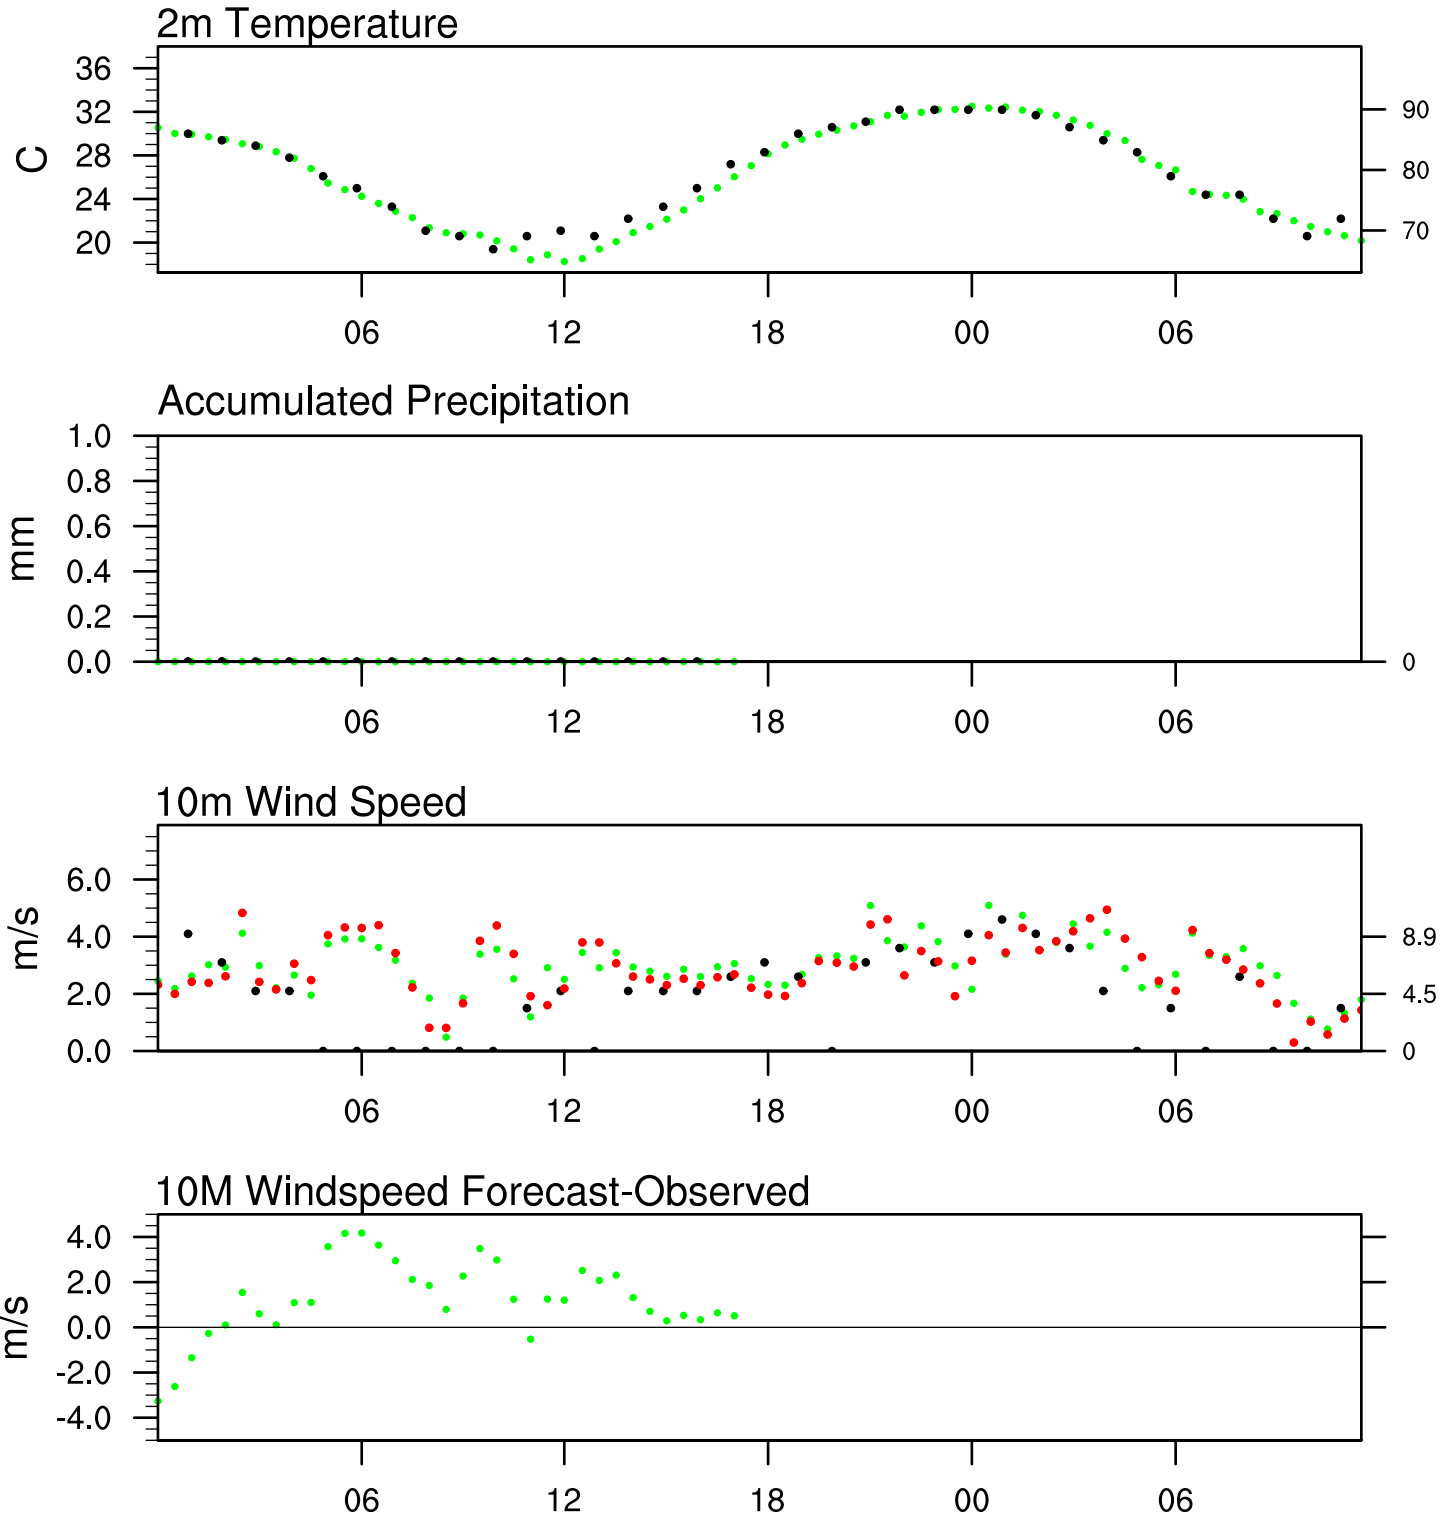 2m Temperature
36
32
28
24
20
C
90
80
70
06 12 18 00 06
Accumulated Precipitation
1.0
0.8
0.6
0.4
0.2
0.0
mm
0
06 12 18 00 06
10m Wind Speed
6.0
4.0
2.0
0.0
m/s
8.9
4.5
0
06 12 18 00 06
10M Windspeed Forecast-Observed
4.0
2.0
0.0
-2.0
-4.0
m/s
06 12 18 00 06